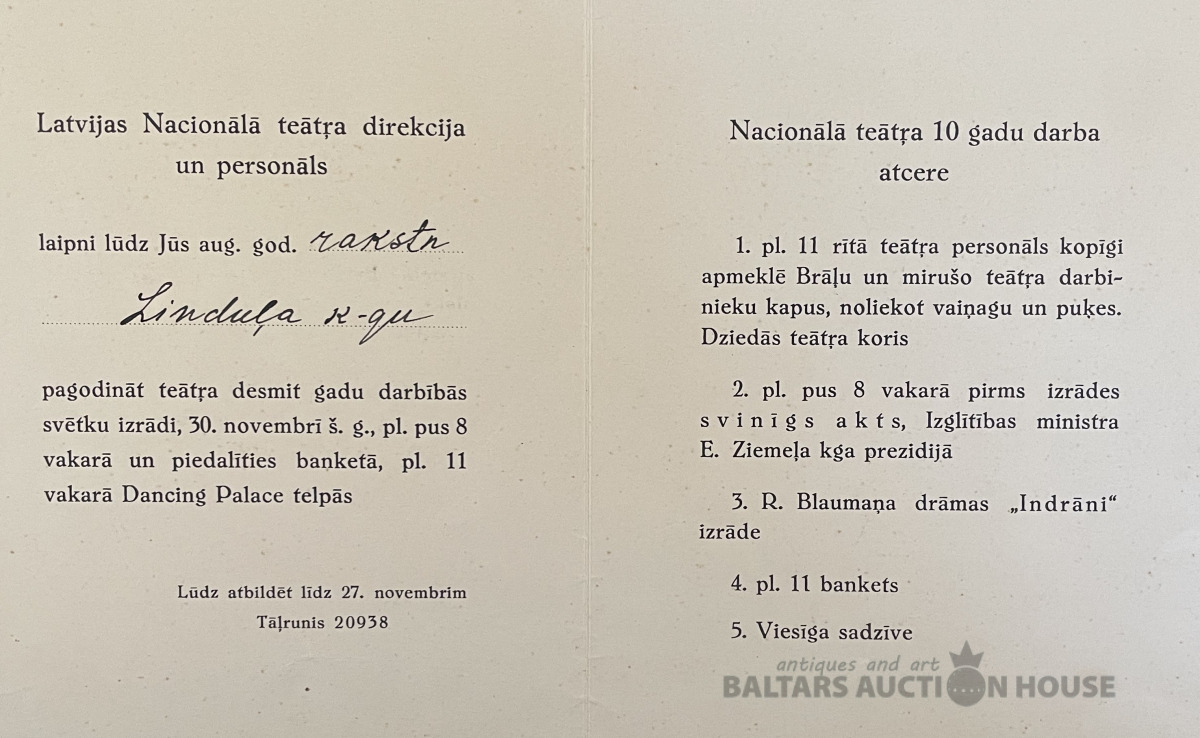 Latvijas Nacionālā teātŗa direkcija
un personāls
laipni lūdz Jūs aug. god. rakstn
Linduļa k-gu
pagodināt teātŗa desmit gadu darbības
svētku izrādi, 30. novembrī š. g., pl. pus 8
vakarā un piedalīties banketā, pl. 11
vakarā Dancing Palace telpās
Lūdz atbildēt līdz 27. novembrim
Tāļrunis 20938
Nacionālā teātŗa 10 gadu darba
atcere
1. pl. 11 rītā teātŗa personāls kopīgi
apmeklē Brāļu un mirušo teātŗa darbi-
nieku kapus, noliekot vaiņagu un puķes.
Dziedās teātŗa koris
2. pl. pus 8 vakarā pirms izrādes
svinīgs akts, Izglītības ministra
E. Ziemeļa kga prezidijā
3. R. Blaumaņa drāmas „Indrāni“
izrāde
4. pl. 11 bankets
5. Viesīga sadzīve
antiques and art
BALTARS AUCTION HOUSE